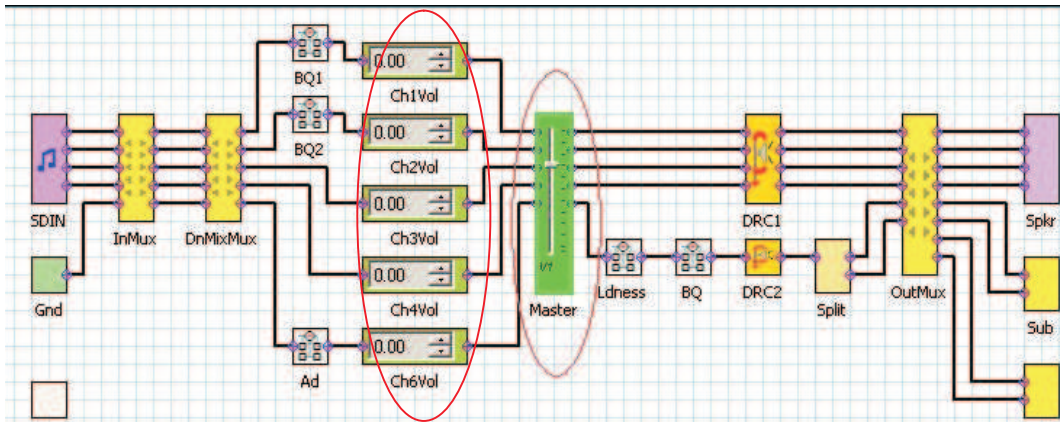 BQ1
0.00
Ch1Vol
BQ2
0.00
Ch2Vol
0.00
Ch3Vol
0.00
Ch4Vol
Ad
0.00
Ch6Vol
SDIN
InMux
DnMixMux
Gnd
Master
Ldness
BQ
DRC1
DRC2
Split
OutMux
Spkr
Sub